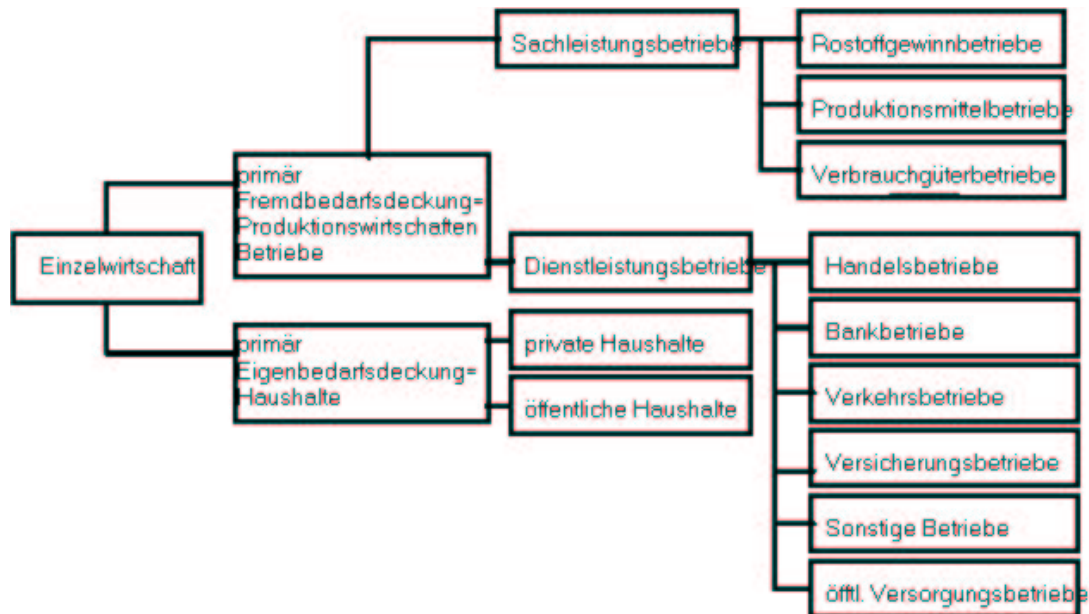 Sachleistungsbetriebe
Rostoffgewinnbetriebe
Produktionsmittelbetriebe
Verbrauchgüterbetriebe
primär
Fremdbedarfsdeckung=
Produktionswirtschaften
Betriebe
Einzelwirtschaft
Dienstleistungsbetriebe
Handelsbetriebe
Bankbetriebe
Verkehrsbetriebe
Versicherungsbetriebe
Sonstige Betriebe
öfftl. Versorgungsbetriebe
primär
Eigenbedarfsdeckung=
Haushalte
private Haushalte
öffentliche Haushalte